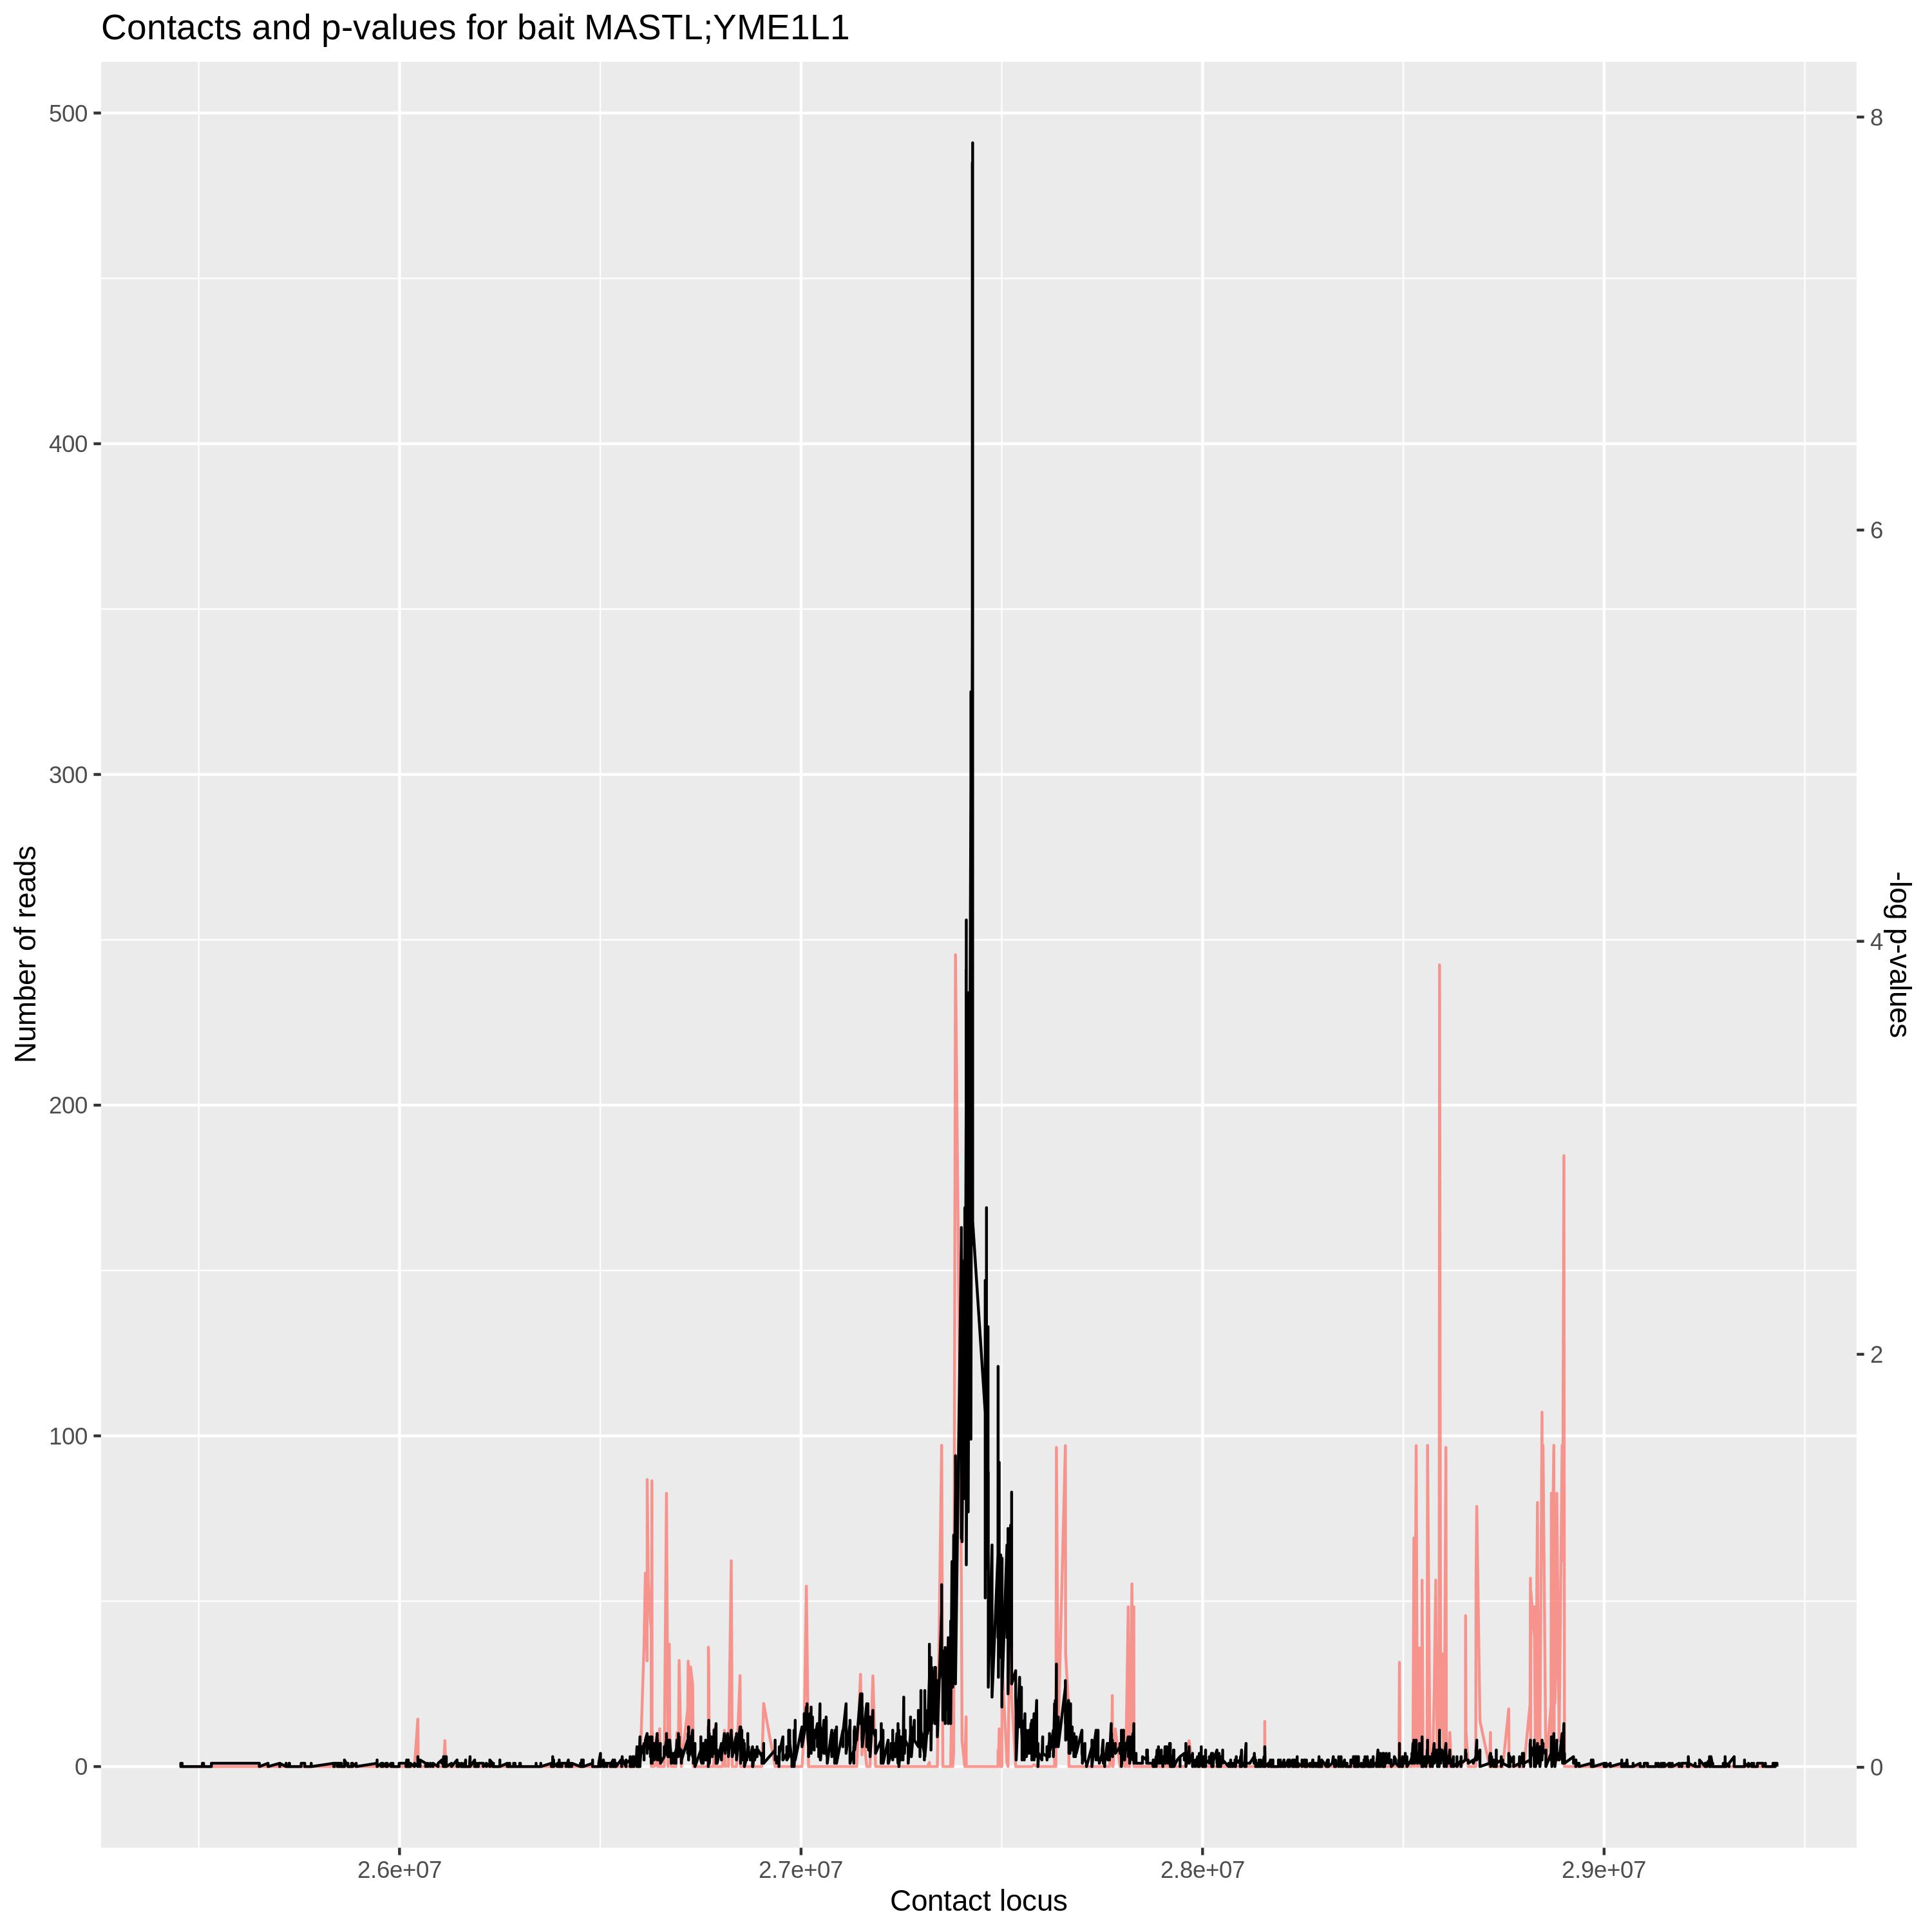 Contacts and p-values for bait MASTL;YME1L1
500
400
300
200
100
0
Number of reads
8
6
4
2
0
-log p-values
2.6e+07
2.7e+07
2.8e+07
2.9e+07
Contact locus